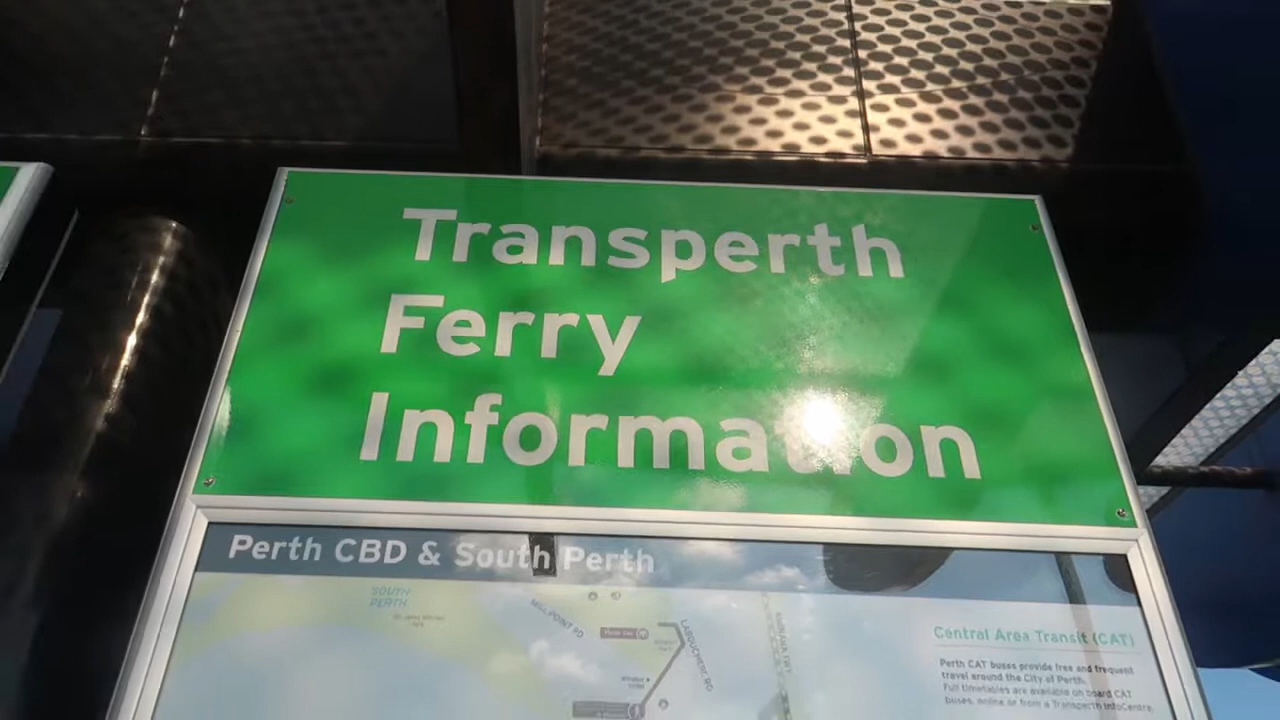 Transperth
Ferry
Information
Perth CBD & South Perth
SOUTH
PERTH
MILL POINT RD
LABOUCHERE RD
Central Area Transit (CAT)
Perth CAT buses provide free and frequent
travel around the City of Perth.
Full timetables are available on board CAT
buses, online or from a Transperth InfoCentre.